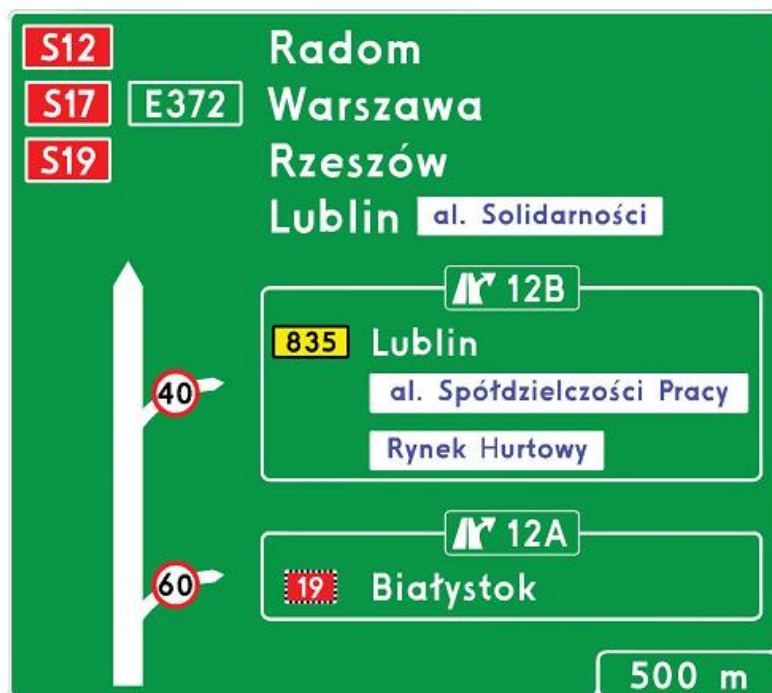 S12 Radom
S17 E372 Warszawa
S19 Rzeszów
Lublin al. Solidarności
12B
835 Lublin
40 al. Spółdzielczości Pracy
Rynek Hurtowy
12A
60 19 Białystok
500 m